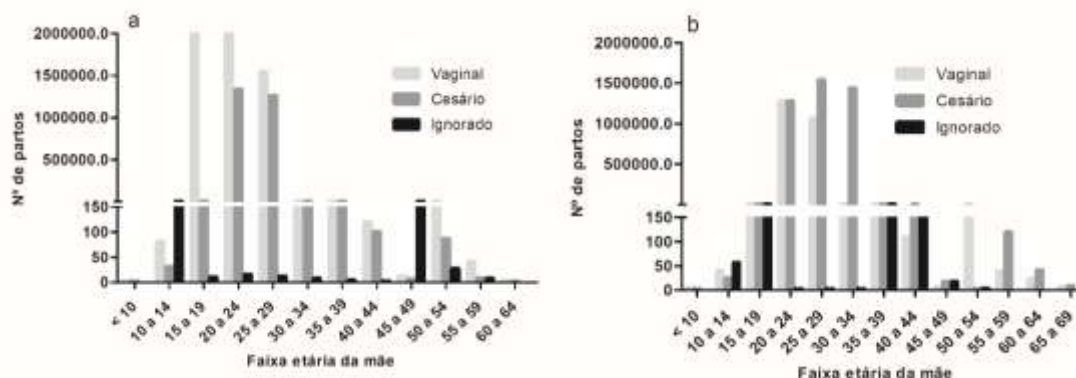 a
2000000.0
1500000.0
1000000.0
500000.0
150
100
50
0
Nº de partos
Vaginal
Cesário
Ignorado
< 10
10 a 14
15 a 19
20 a 24
25 a 29
30 a 34
35 a 39
40 a 44
45 a 49
50 a 54
55 a 59
60 a 64
Faixa etária da mãe
b
2000000.0
1500000.0
1000000.0
500000.0
150
100
50
0
Nº de partos
Vaginal
Cesário
Ignorado
< 10
10 a 14
15 a 19
20 a 24
25 a 29
30 a 34
35 a 39
40 a 44
45 a 49
50 a 54
55 a 59
60 a 64
65 a 69
Faixa etária da mãe